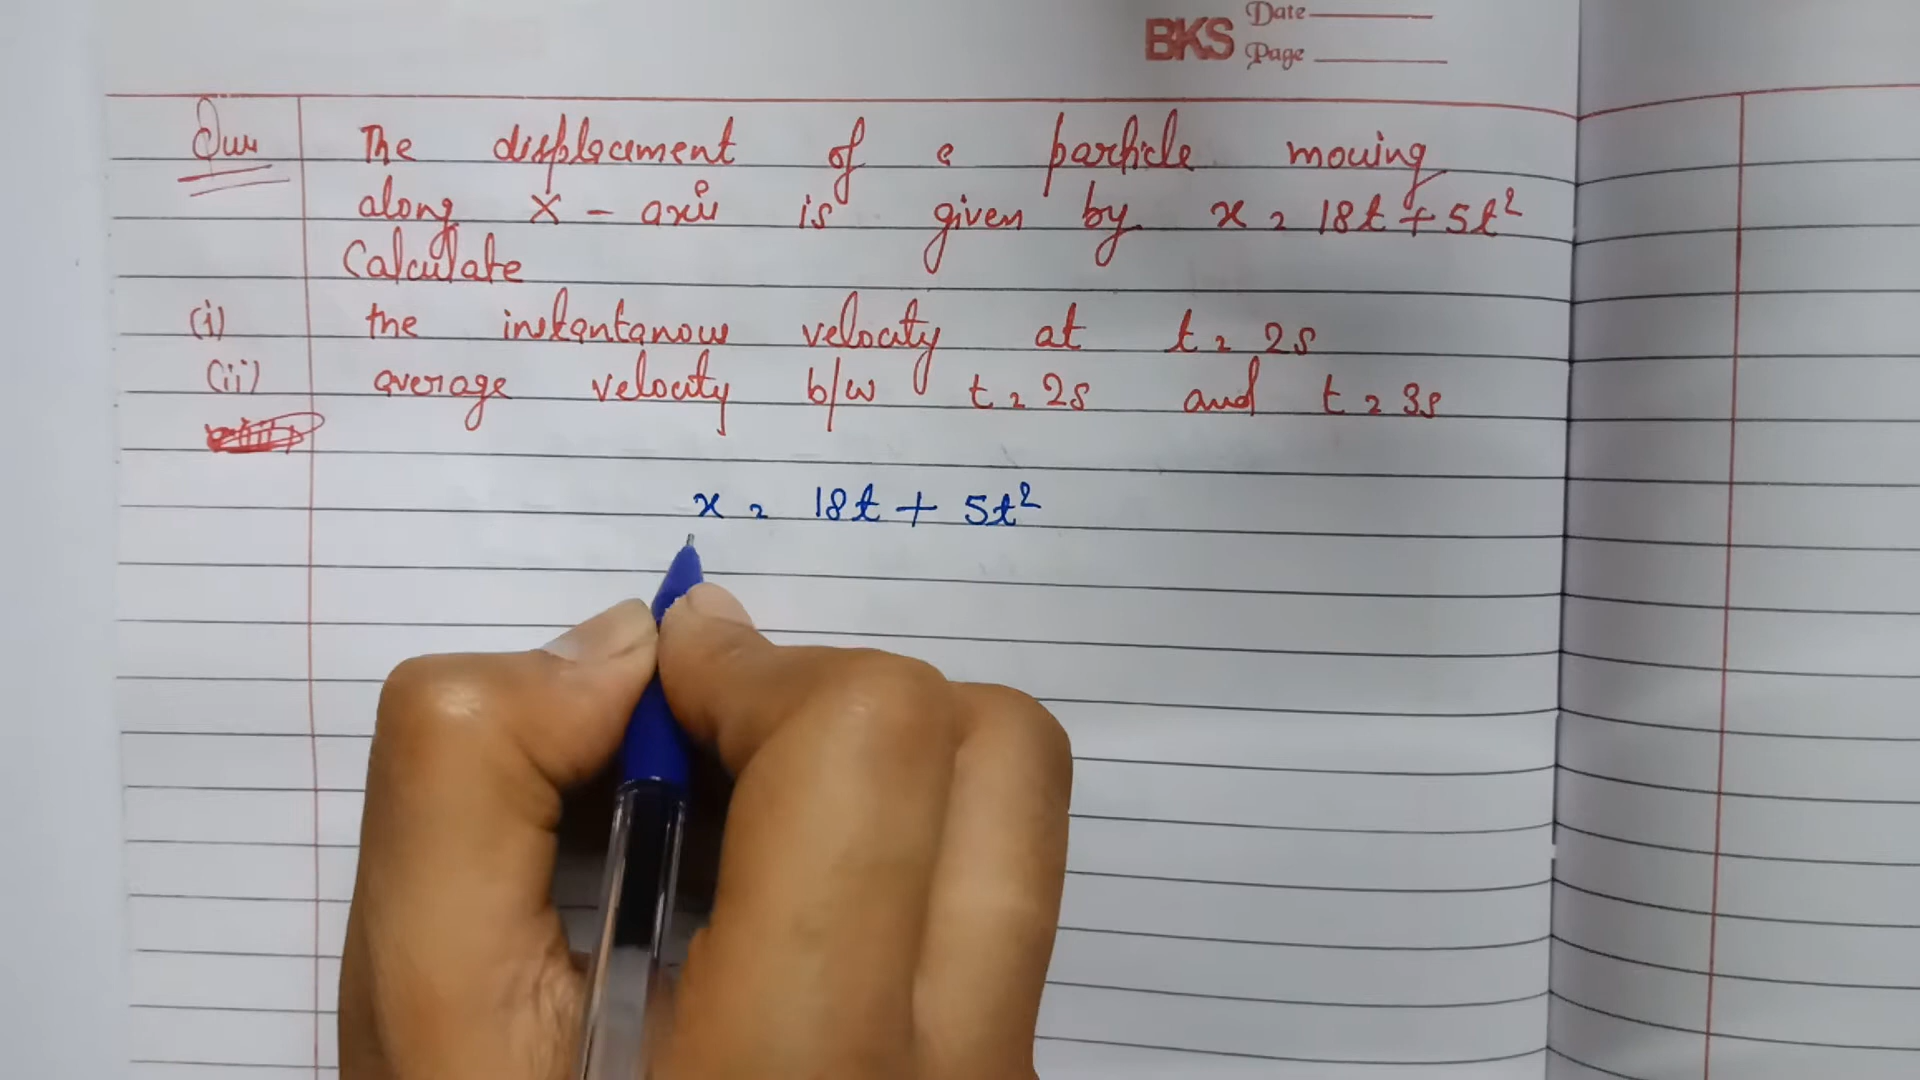 BKS Date
Page
Que The displacement of a particle moving
along X - axis is given by x = 18t + 5t²
Calculate
(i) the instantanous velocity at t = 2s
(ii) average velocity b/w t = 2s and t = 3s
x = 18t + 5t²